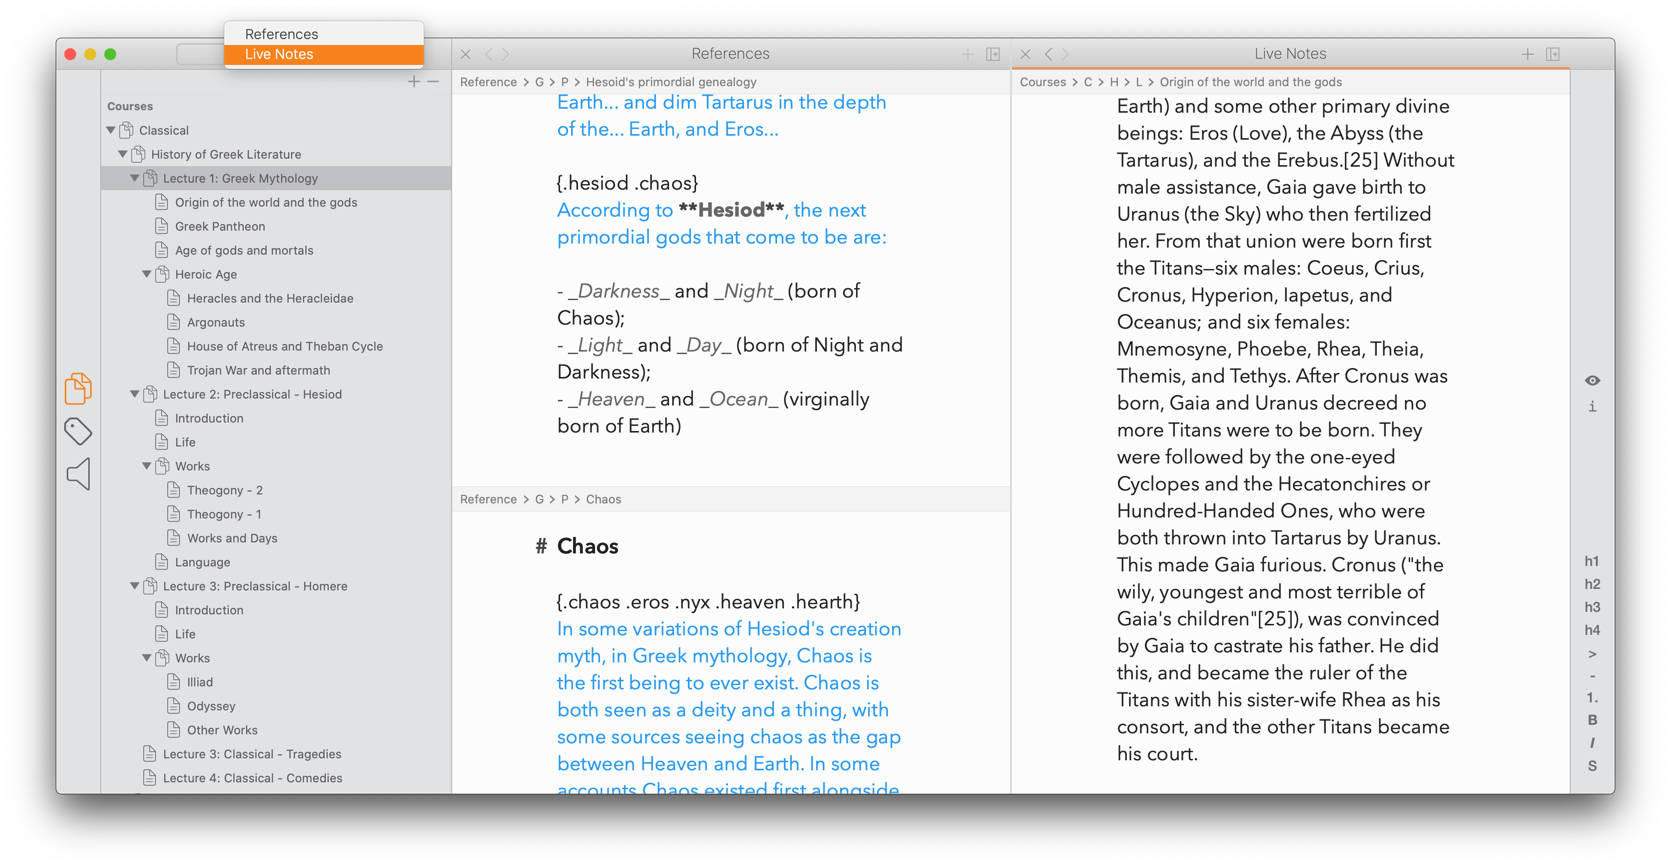 References
Live Notes
Courses
Classical
History of Greek Literature
Lecture 1: Greek Mythology
Origin of the world and the gods
Greek Pantheon
Age of gods and mortals
Heroic Age
Heracles and the Heracleidae
Argonauts
House of Atreus and Theban Cycle
Trojan War and aftermath
Lecture 2: Preclassical - Hesiod
Introduction
Life
Works
Theogony - 2
Theogony - 1
Works and Days
Language
Lecture 3: Preclassical - Homere
Introduction
Life
Works
Illiad
Odyssey
Other Works
Lecture 3: Classical - Tragedies
Lecture 4: Classical - Comedies
References
Reference > G > P > Hesoid's primordial genealogy
Earth... and dim Tartarus in the depth
of the... Earth, and Eros...
{.hesiod .chaos}
According to **Hesiod**, the next
primordial gods that come to be are:
- _Darkness_ and _Night_ (born of
Chaos);
- _Light_ and _Day_ (born of Night and
Darkness);
- _Heaven_ and _Ocean_ (virginally
born of Earth)
Reference > G > P > Chaos
# Chaos
{.chaos .eros .nyx .heaven .hearth}
In some variations of Hesiod's creation
myth, in Greek mythology, Chaos is
the first being to ever exist. Chaos is
both seen as a deity and a thing, with
some sources seeing chaos as the gap
between Heaven and Earth. In some
accounts Chaos existed first alongside
Live Notes
Courses > C > H > L > Origin of the world and the gods
Earth) and some other primary divine
beings: Eros (Love), the Abyss (the
Tartarus), and the Erebus.[25] Without
male assistance, Gaia gave birth to
Uranus (the Sky) who then fertilized
her. From that union were born first
the Titans—six males: Coeus, Crius,
Cronus, Hyperion, Iapetus, and
Oceanus; and six females:
Mnemosyne, Phoebe, Rhea, Theia,
Themis, and Tethys. After Cronus was
born, Gaia and Uranus decreed no
more Titans were to be born. They
were followed by the one-eyed
Cyclopes and the Hecatonchires or
Hundred-Handed Ones, who were
both thrown into Tartarus by Uranus.
This made Gaia furious. Cronus ("the
wily, youngest and most terrible of
Gaia's children"[25]), was convinced
by Gaia to castrate his father. He did
this, and became the ruler of the
Titans with his sister-wife Rhea as his
consort, and the other Titans became
his court.
i
h1
h2
h3
h4
>
-
1.
B
I
S